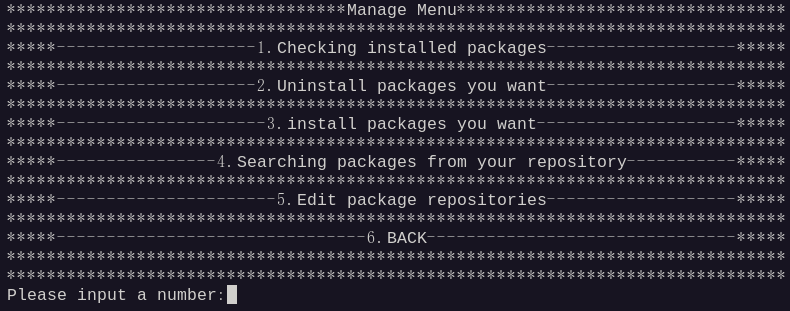 **********************************Manage Menu*********************************
******************************************************************************
*****--------------------1.Checking installed packages-------------------*****
******************************************************************************
*****--------------------2.Uninstall packages you want-------------------*****
******************************************************************************
*****---------------------3.install packages you want--------------------*****
******************************************************************************
*****----------------4.Searching packages from your repository-----------*****
******************************************************************************
*****----------------------5.Edit package repositories-------------------*****
******************************************************************************
*****-------------------------------6.BACK-------------------------------*****
******************************************************************************
******************************************************************************
Please input a number: